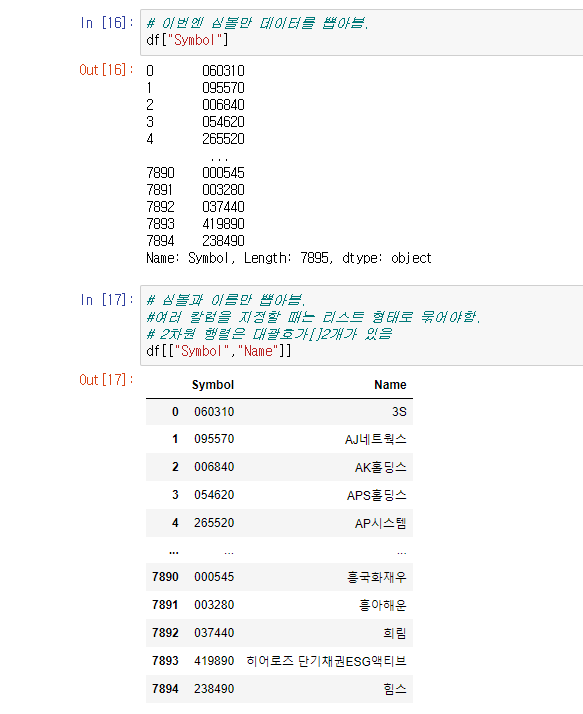 In [16]: # 이번엔 심볼만 데이터를 뽑아봄.
df["Symbol"]
Out[16]: 0 060310
1 095570
2 006840
3 054620
4 265520
...
7890 000545
7891 003280
7892 037440
7893 419890
7894 238490
Name: Symbol, Length: 7895, dtype: object
In [17]: # 심볼과 이름만 뽑아봄.
#여러 칼럼을 지정할 때는 리스트 형태로 묶어야함.
# 2차원 행렬은 대괄호가[]2개가 있음
df[["Symbol","Name"]]
Out[17]:
Symbol Name
0 060310 3S
1 095570 AJ네트웍스
2 006840 AK홀딩스
3 054620 APS홀딩스
4 265520 AP시스템
... ... ...
7890 000545 흥국화재우
7891 003280 흥아해운
7892 037440 희림
7893 419890 히어로즈 단기채권ESG액티브
7894 238490 힘스